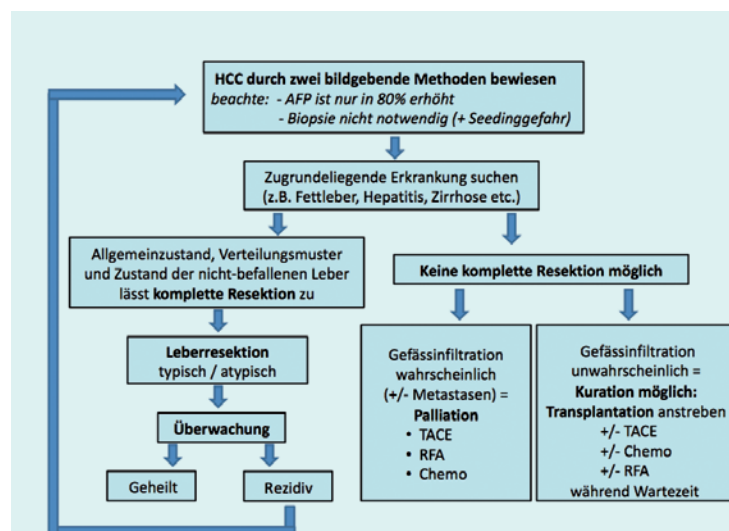 HCC durch zwei bildgebende Methoden bewiesen
beachte: - AFP ist nur in 80% erhöht
- Biopsie nicht notwendig (+ Seedinggefahr)
Zugrundeliegende Erkrankung suchen
(z.B. Fettleber, Hepatitis, Zirrhose etc.)
Allgemeinzustand, Verteilungsmuster
und Zustand der nicht-befallenen Leber
lässt komplette Resektion zu
Keine komplette Resektion möglich
Leberresektion
typisch / atypisch
Überwachung
Geheilt
Rezidiv
Gefässinfiltration
wahrscheinlich
(+/- Metastasen) =
Palliation
• TACE
• RFA
• Chemo
Gefässinfiltration
unwahrscheinlich =
Kuration möglich:
Transplantation anstreben
+/- TACE
+/- Chemo
+/- RFA
während Wartezeit